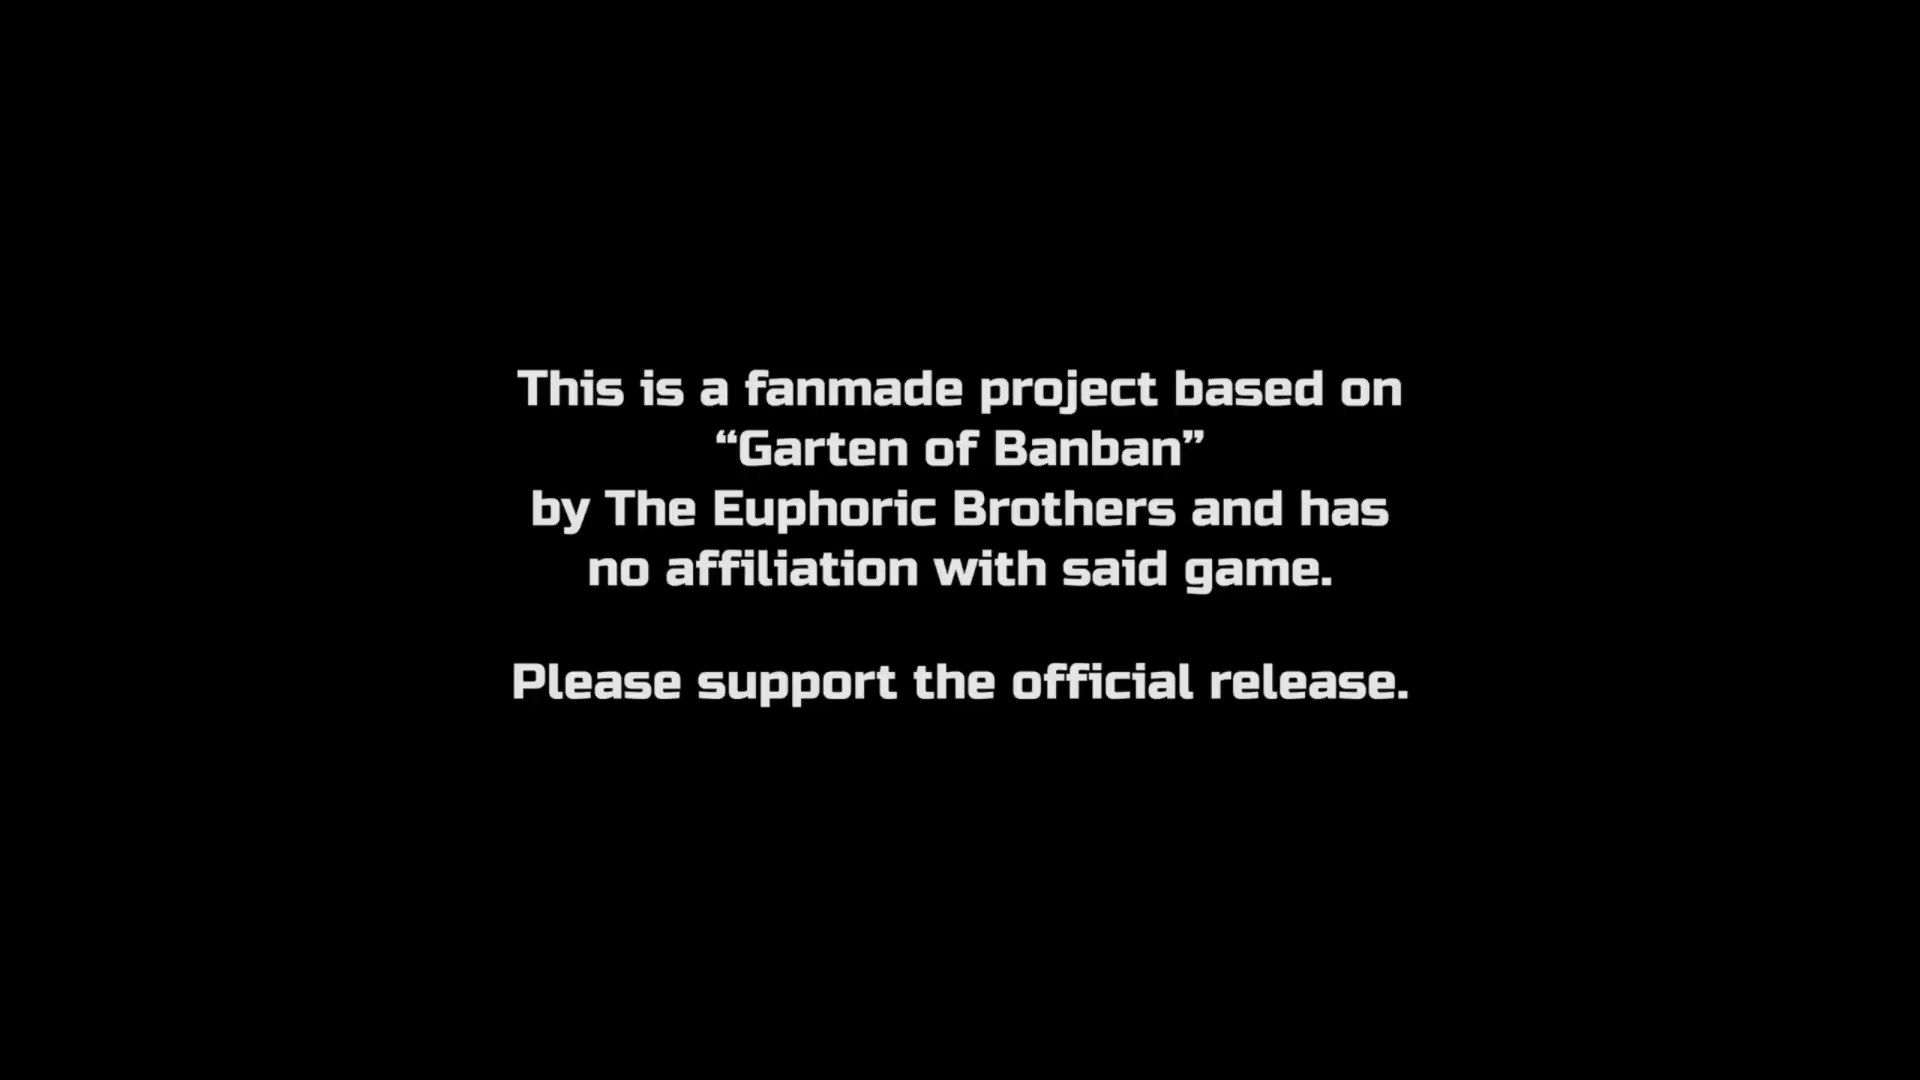 This is a fanmade project based on
“Garten of Banban”
by The Euphoric Brothers and has
no affiliation with said game.
Please support the official release.